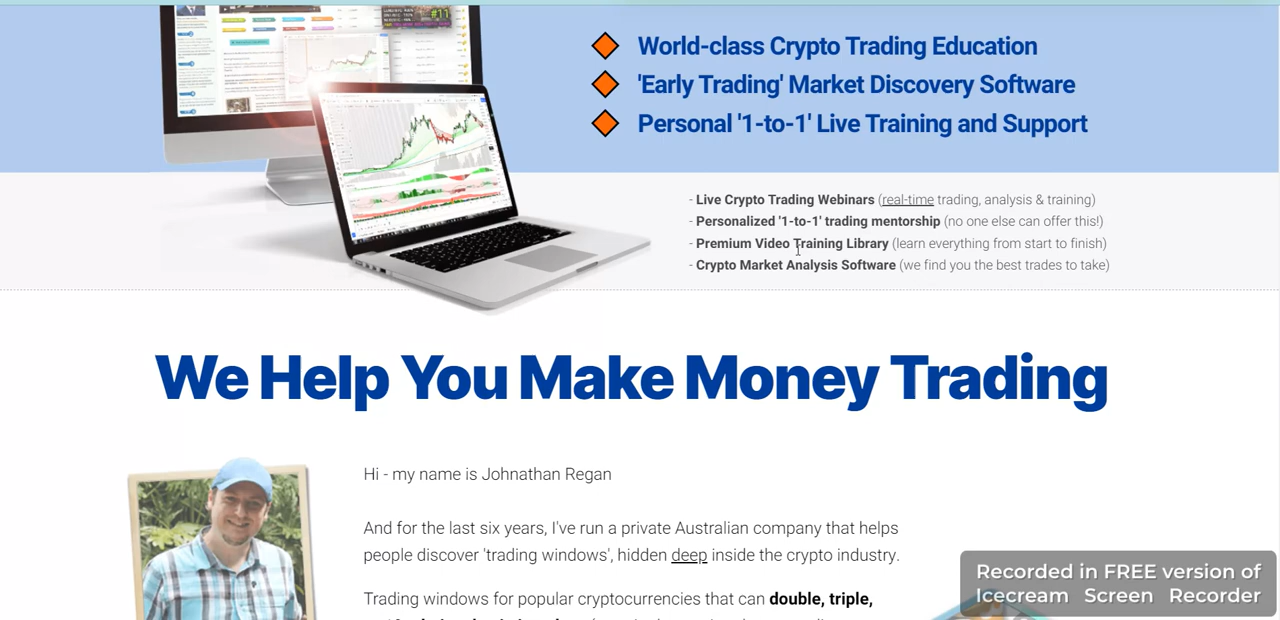 World-class Crypto Trading Education
'Early Trading' Market Discovery Software
Personal '1-to-1' Live Training and Support
- Live Crypto Trading Webinars (real-time trading, analysis & training)
- Personalized '1-to-1' trading mentorship (no one else can offer this!)
- Premium Video Training Library (learn everything from start to finish)
- Crypto Market Analysis Software (we find you the best trades to take)
We Help You Make Money Trading
Hi - my name is Johnathan Regan
And for the last six years, I've run a private Australian company that helps
people discover 'trading windows', hidden deep inside the crypto industry.
Trading windows for popular cryptocurrencies that can double, triple,
Recorded in FREE version of
Icecream Screen Recorder